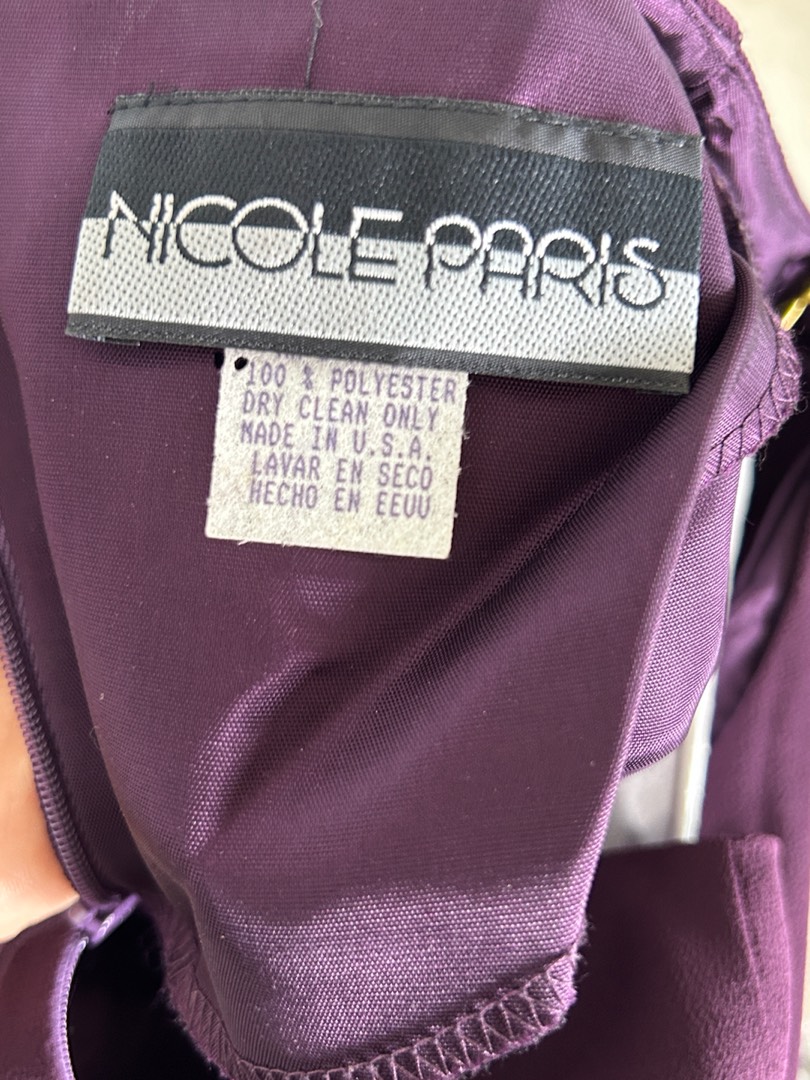 NICOLE PARIS
100 % POLYESTER
DRY CLEAN ONLY
MADE IN U.S.A.
LAVAR EN SECO
HECHO EN EEUU